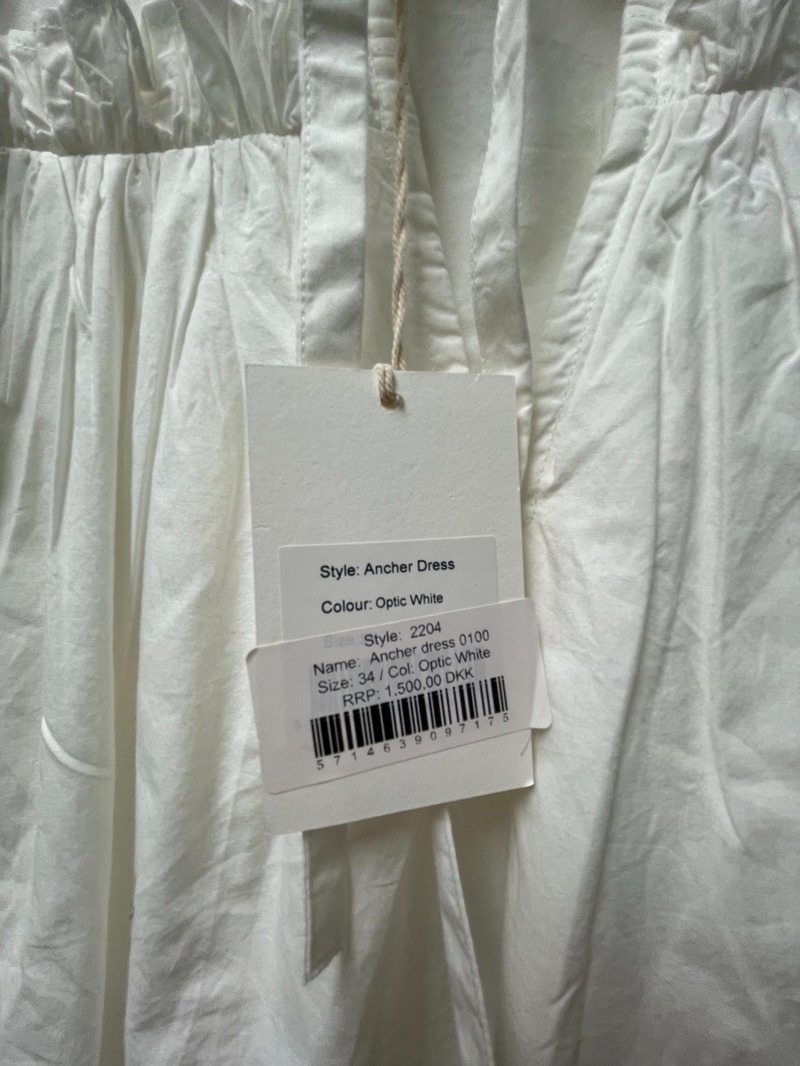 Style: Ancher Dress
Colour: Optic White
Size:
Style: 2204
Name: Ancher dress 0100
Size: 34 / Col: Optic White
RRP: 1.500,00 DKK
5714639097175